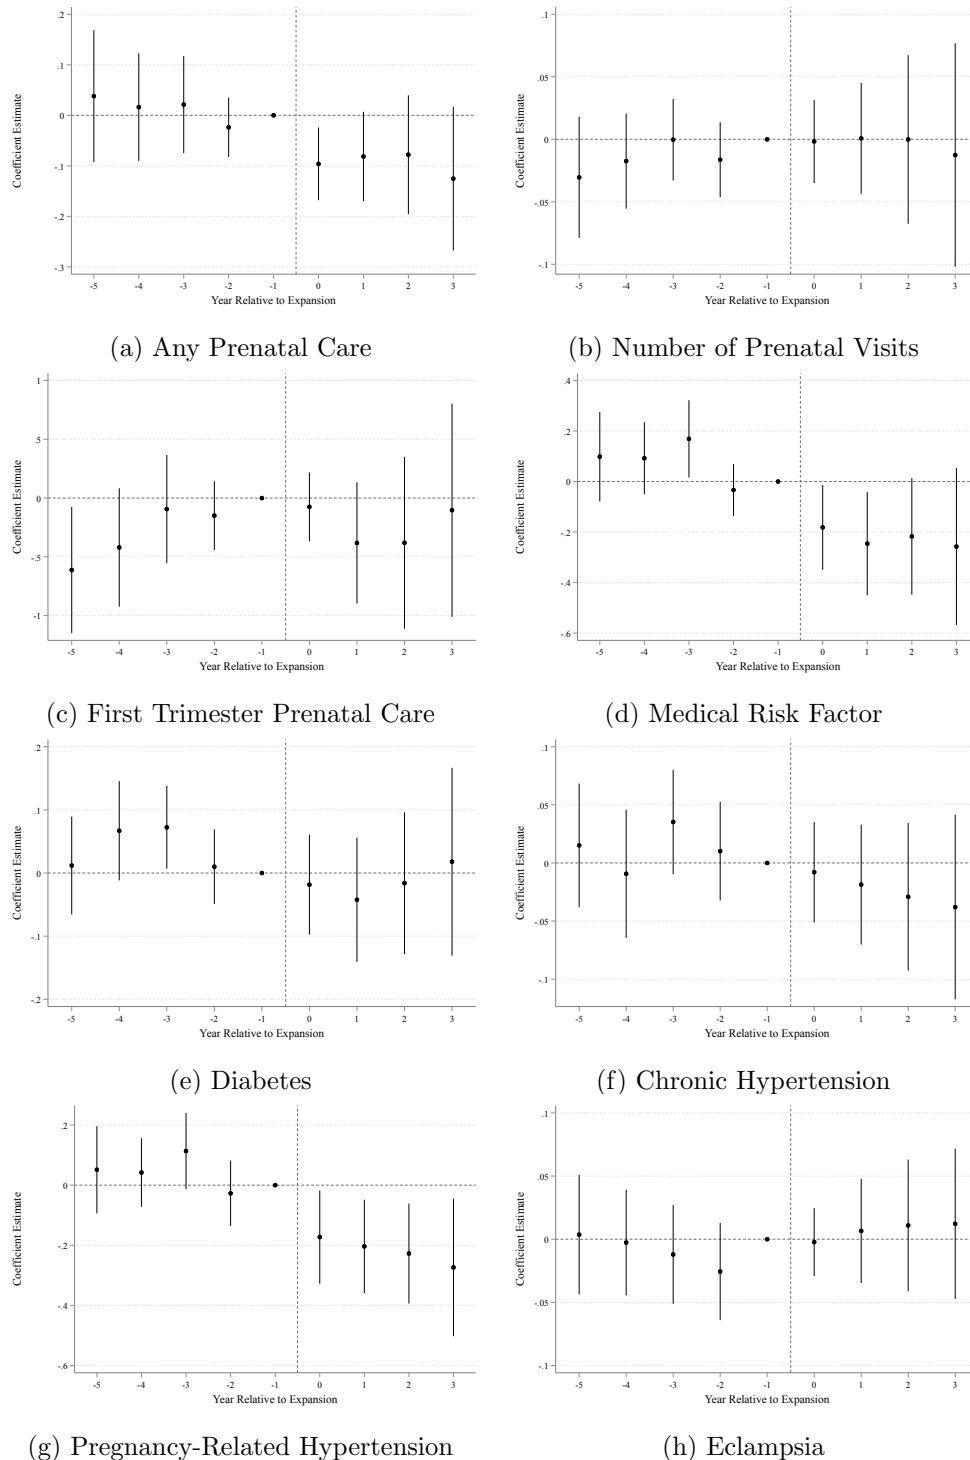 .2
.1
0
-.1
-.2
-.3
Coefficient Estimate
-5 -4 -3 -2 -1 0 1 2 3
Year Relative to Expansion
(a) Any Prenatal Care
.1
.05
0
-.05
-.1
Coefficient Estimate
-5 -4 -3 -2 -1 0 1 2 3
Year Relative to Expansion
(b) Number of Prenatal Visits
1
.5
0
-.5
-1
Coefficient Estimate
-5 -4 -3 -2 -1 0 1 2 3
Year Relative to Expansion
(c) First Trimester Prenatal Care
.4
.2
0
-.2
-.4
-.6
Coefficient Estimate
-5 -4 -3 -2 -1 0 1 2 3
Year Relative to Expansion
(d) Medical Risk Factor
.2
.1
0
-.1
-.2
Coefficient Estimate
-5 -4 -3 -2 -1 0 1 2 3
Year Relative to Expansion
(e) Diabetes
.1
.05
0
-.05
-.1
Coefficient Estimate
-5 -4 -3 -2 -1 0 1 2 3
Year Relative to Expansion
(f) Chronic Hypertension
.2
0
-.2
-.4
-.6
Coefficient Estimate
-5 -4 -3 -2 -1 0 1 2 3
Year Relative to Expansion
(g) Pregnancy-Related Hypertension
.1
.05
0
-.05
-.1
Coefficient Estimate
-5 -4 -3 -2 -1 0 1 2 3
Year Relative to Expansion
(h) Eclampsia